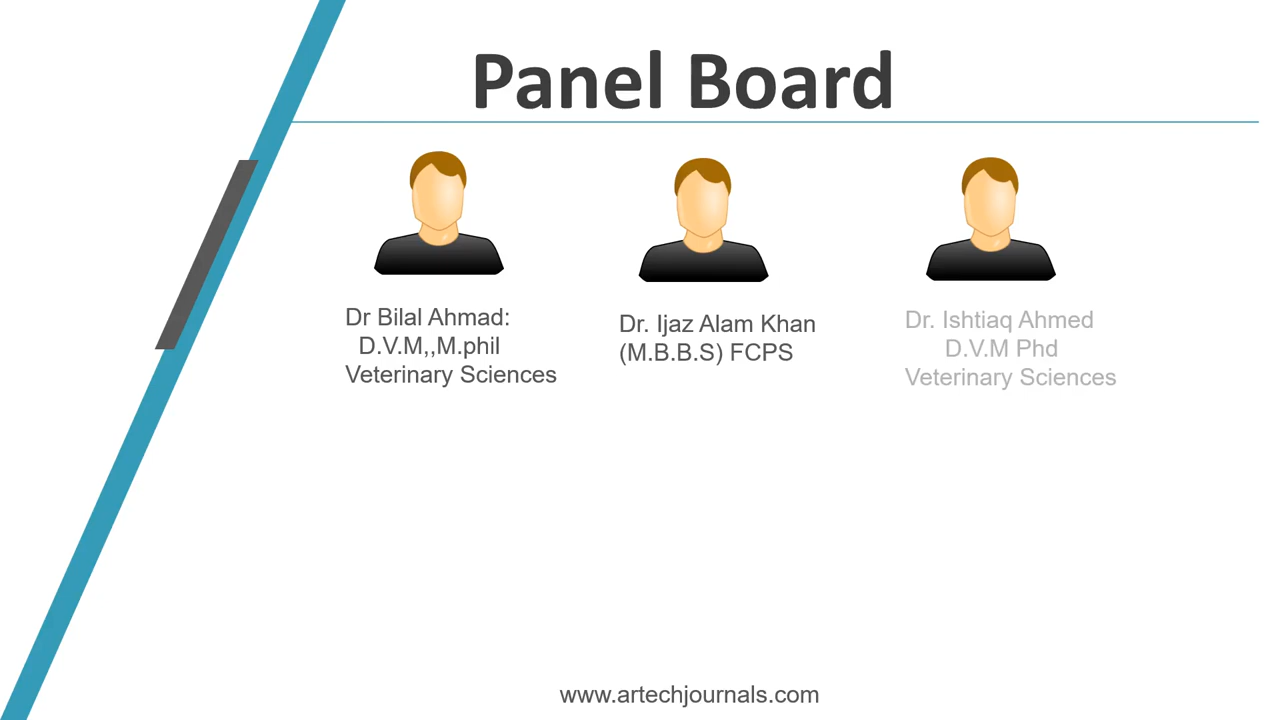 Panel Board
Dr Bilal Ahmad:
D.V.M,,M.phil
Veterinary Sciences
Dr. Ijaz Alam Khan
(M.B.B.S) FCPS
Dr. Ishtiaq Ahmed
D.V.M Phd
Veterinary Sciences
www.artechjournals.com